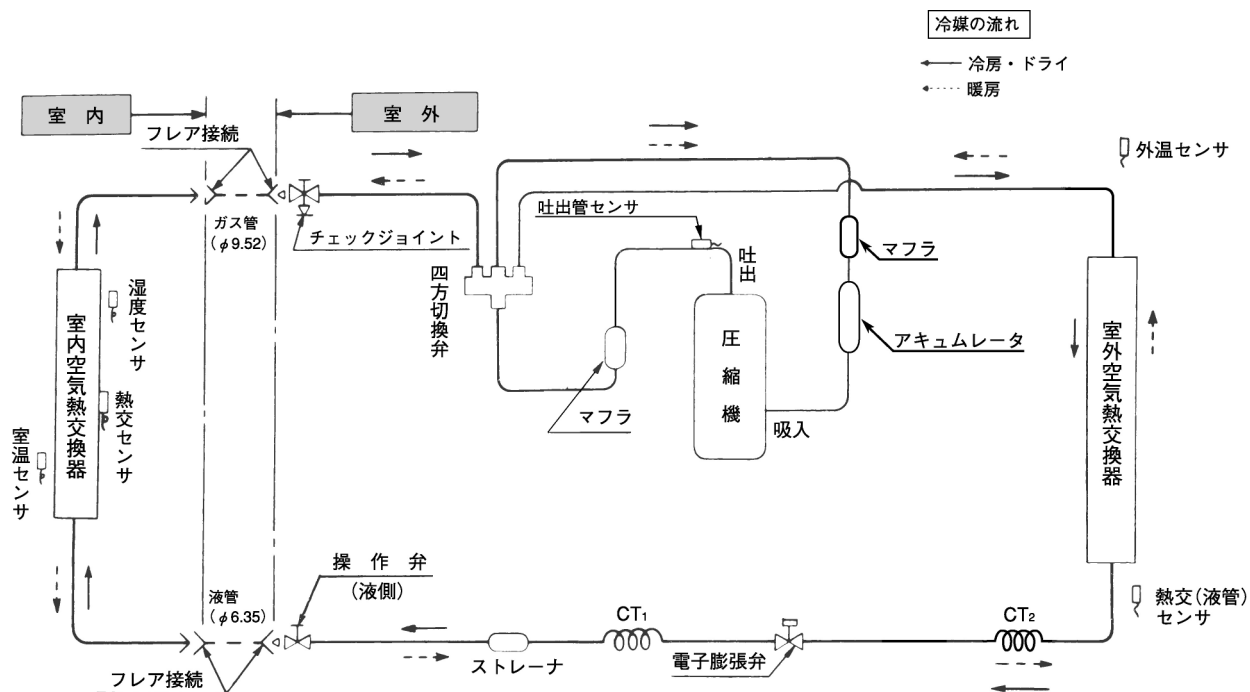 冷媒の流れ
冷房・ドライ
暖房
室内
室外
フレア接続
外温センサ
吐出管センサ
ガス管
(φ9.52)
チェックジョイント
吐出
マフラ
四方切換弁
湿度センサ
室内空気熱交換器
圧縮機
アキュムレータ
室外空気熱交換器
熱交センサ
マフラ
吸入
室温センサ
操作弁
(液側)
液管
(φ6.35)
CT1
CT2
熱交(液管)
センサ
ストレーナ
電子膨張弁
フレア接続